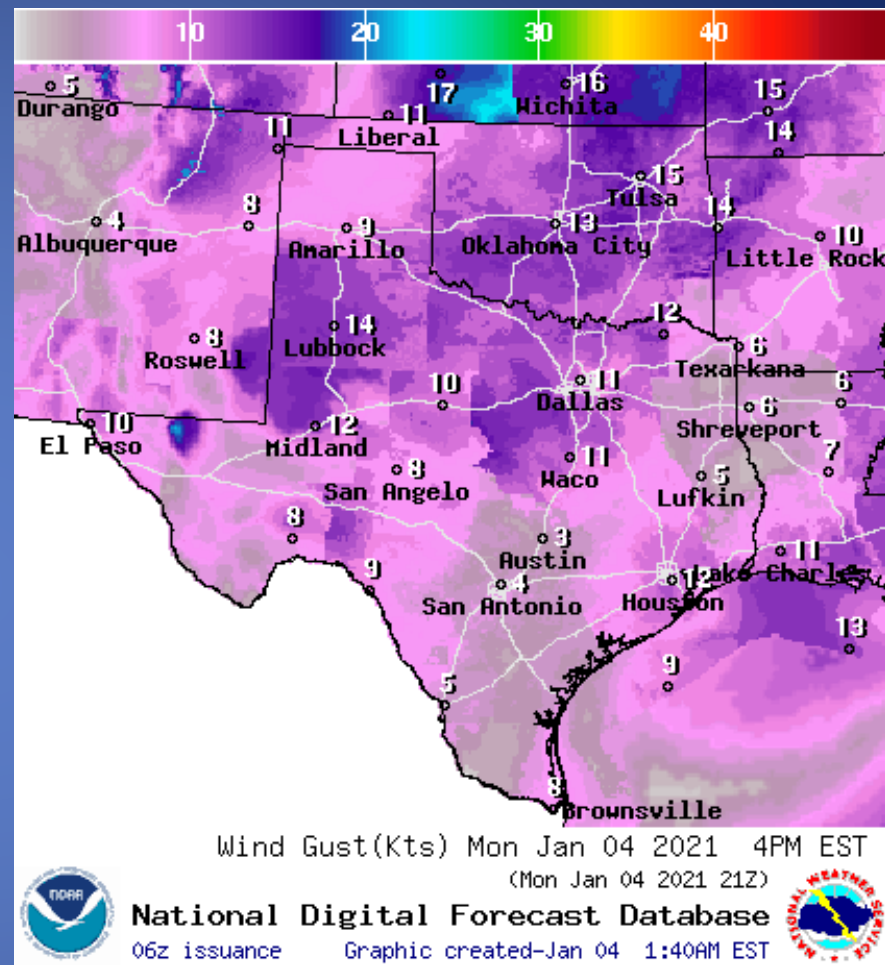 10 20 30 40
5
Durango
17
16
Wichita
15
11
Liberal
11
14
15
Tulsa
4
Albuquerque
8
9
Amarillo
13
Oklahoma City
14
10
Little Rock
8
Roswell
14
Lubbock
12
6
Texarkana
10
11
Dallas
6
6
Shreveport
10
El Paso
12
Midland
8
San Angelo
11
Waco
5
Lufkin
7
8
3
Austin
11
Lake Charles
9
4
San Antonio
12
Houston
13
9
5
8
Brownsville
Wind Gust(Kts) Mon Jan 04 2021 4PM EST
(Mon Jan 04 2021 21Z)
NOAA
National Digital Forecast Database
06z issuance Graphic created-Jan 04 1:40AM EST
NATIONAL WEATHER SERVICE